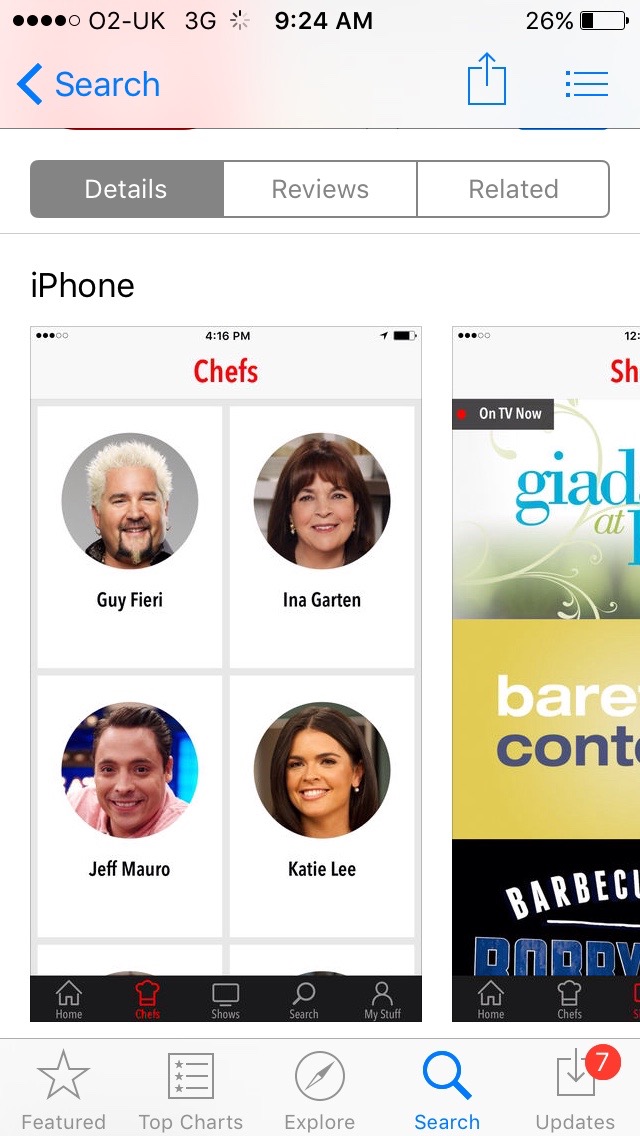 O2-UK 3G 9:24 AM 26%
Search
Details Reviews Related
iPhone
4:16 PM
Chefs
Guy Fieri Ina Garten
Jeff Mauro Katie Lee
Home Chefs Shows Search My Stuff
12:
Sh
On TV Now
giad
at
bare
conte
BARBECU
BOBBY
Home Chefs
Featured Top Charts Explore Search Updates
7